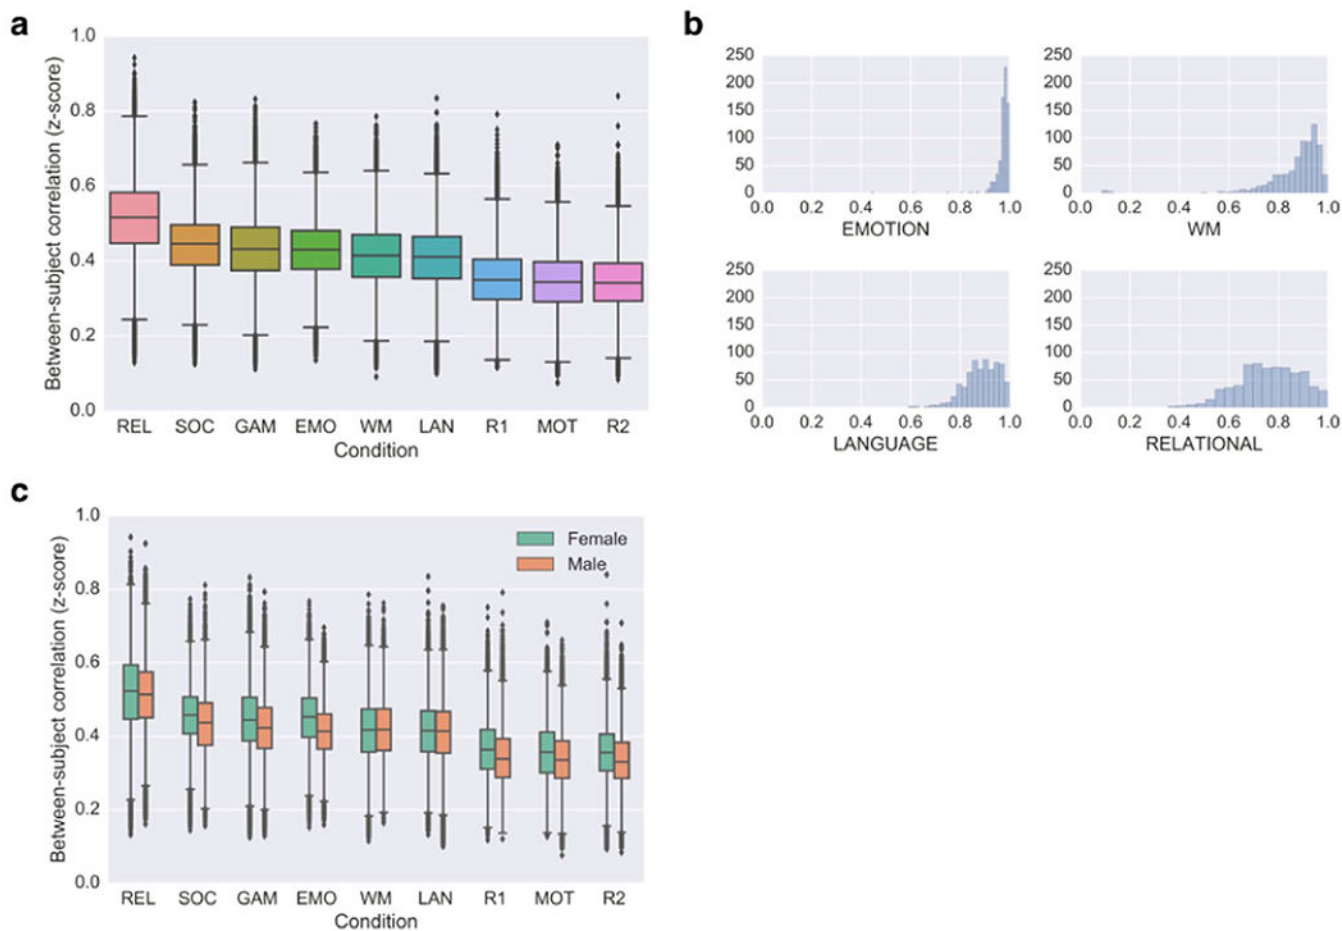 a
1.0
0.8
0.6
0.4
0.2
0.0
Between-subject correlation (z-score)
REL SOC GAM EMO WM LAN R1 MOT R2
Condition
b
250
200
150
100
50
0
0.0 0.2 0.4 0.6 0.8 1.0
EMOTION
250
200
150
100
50
0
0.0 0.2 0.4 0.6 0.8 1.0
WM
250
200
150
100
50
0
0.0 0.2 0.4 0.6 0.8 1.0
LANGUAGE
250
200
150
100
50
0
0.0 0.2 0.4 0.6 0.8 1.0
RELATIONAL
c
1.0
0.8
0.6
0.4
0.2
0.0
Between-subject correlation (z-score)
Female
Male
REL SOC GAM EMO WM LAN R1 MOT R2
Condition